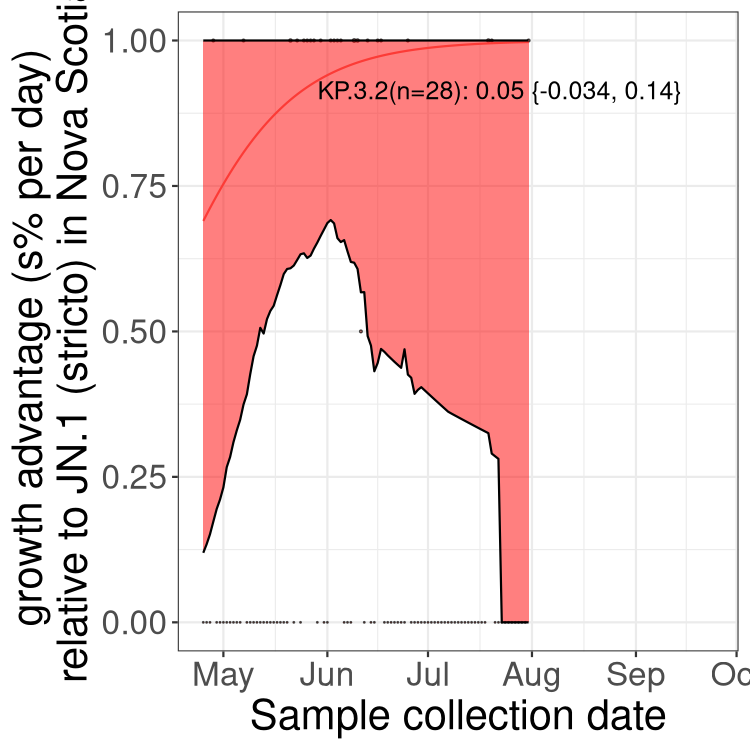 growth advantage (s% per day)
relative to JN.1 (stricto) in Nova Scotia
1.00
0.75
0.50
0.25
0.00
KP.3.2(n=28): 0.05 {-0.034, 0.14}
May Jun Jul Aug Sep Oc
Sample collection date